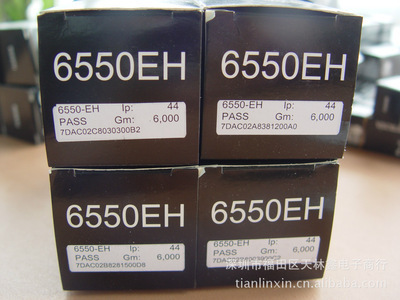 6550EH
6550-EH Ip: 44
PASS Gm: 6,000
7DAC02C8030300B2
6550EH
6550-EH Ip: 44
PASS Gm: 6,000
7DAC02A8381200A0
6550EH
6550-EH Ip: 44
PASS Gm: 6,000
7DAC02B8281500D8
6550EH
6550-EH Ip: 44
PASS Gm: 6,000
深圳市福田区天林 电子商行
tianlinxin.1688.com